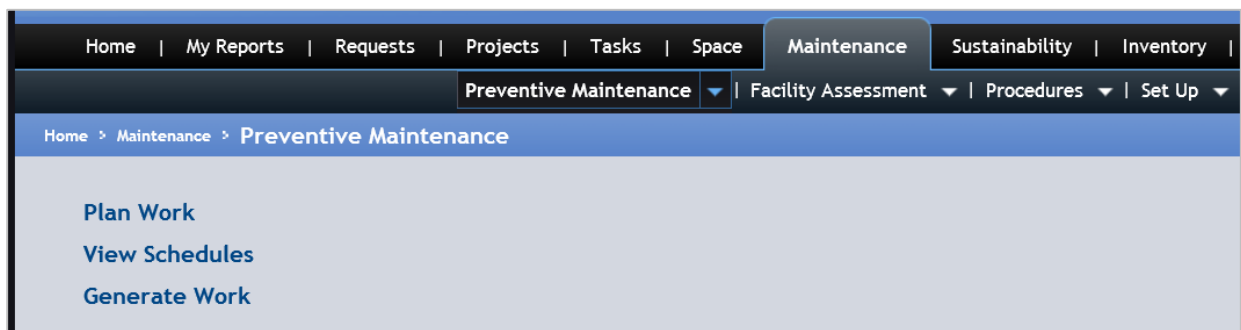 Home | My Reports | Requests | Projects | Tasks | Space Maintenance Sustainability | Inventory |
Preventive Maintenance | Facility Assessment | Procedures | Set Up
Home > Maintenance > Preventive Maintenance
Plan Work
View Schedules
Generate Work